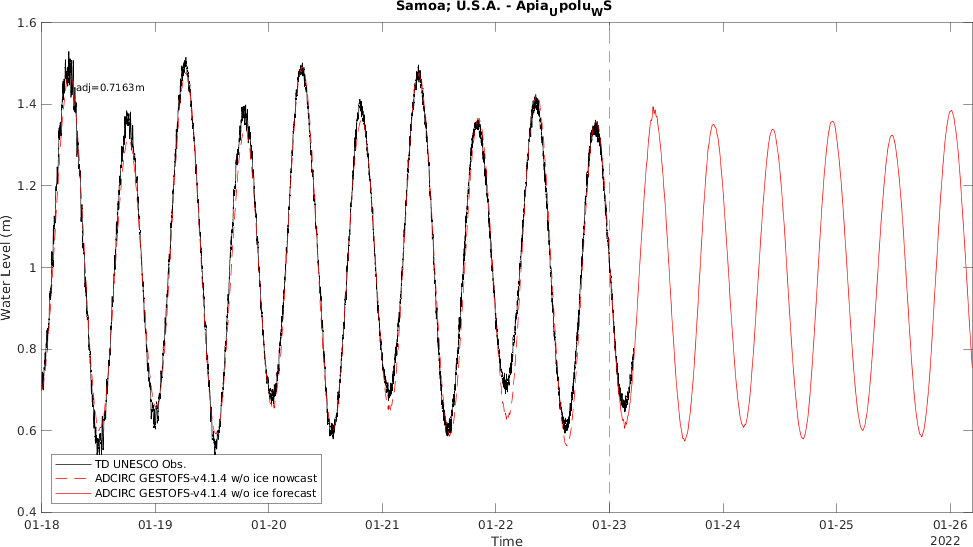 Samoa; U.S.A. - ApiaUpoluWS
1.6
adj=0.7163m
1.4
1.2
1
0.8
0.6
0.4
Water Level (m)
TD UNESCO Obs.
ADCIRC GESTOFS-v4.1.4 w/o ice nowcast
ADCIRC GESTOFS-v4.1.4 w/o ice forecast
01-18 01-19 01-20 01-21 01-22 01-23 01-24 01-25 01-26
Time 2022